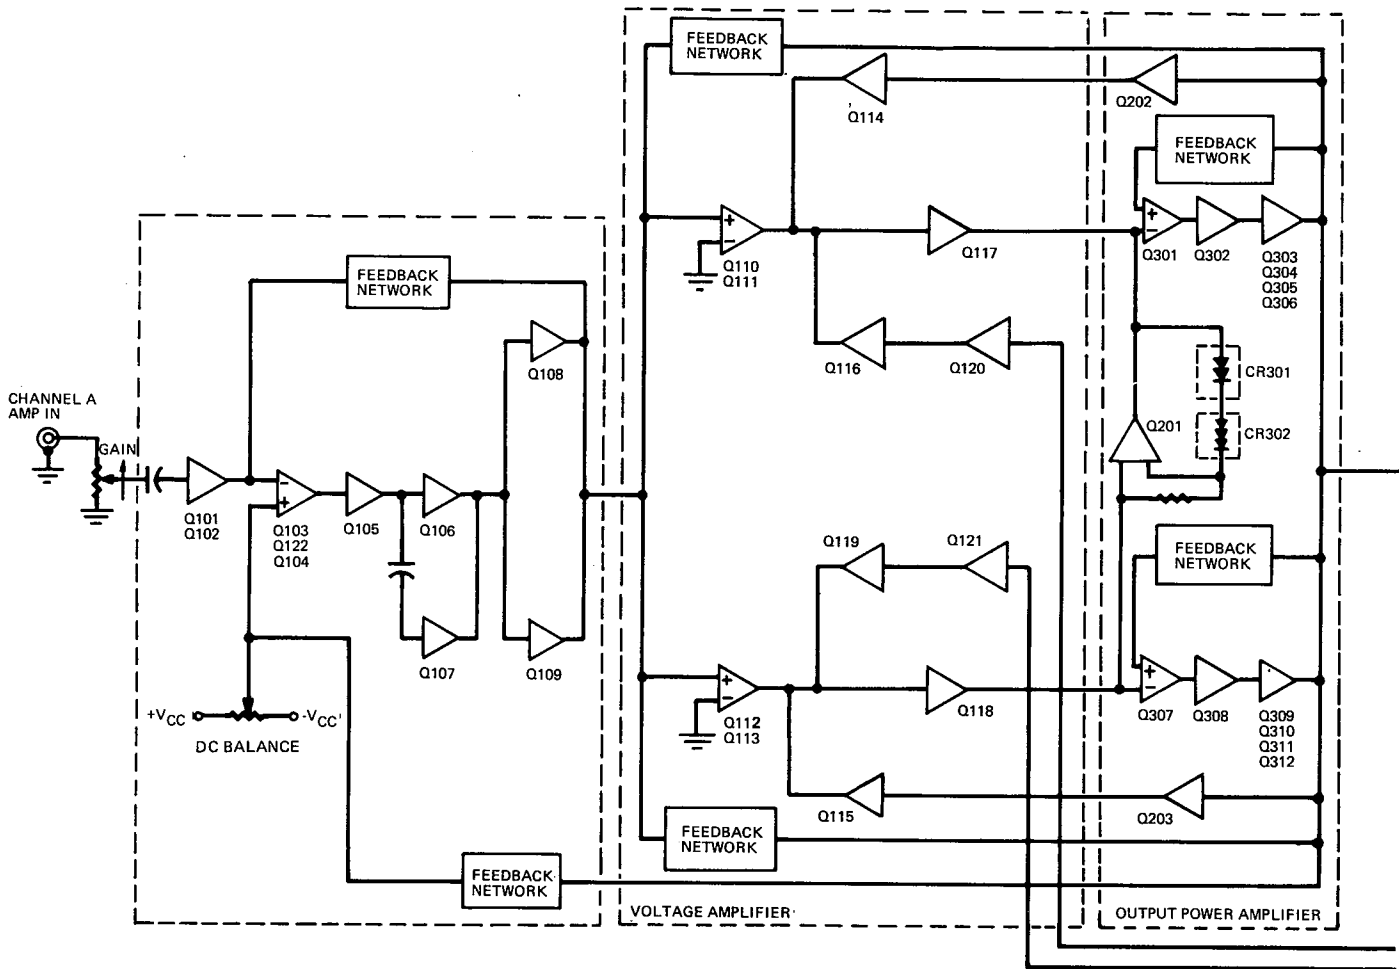 FEEDBACK
NETWORK
Q114
Q202
FEEDBACK
NETWORK
Q110
Q111
+
−
Q117
+
−
Q301
Q302
Q303
Q304
Q305
Q306
FEEDBACK
NETWORK
Q108
Q116
Q120
CR301
CHANNEL A
AMP IN
GAIN
Q201
CR302
Q101
Q102
−
+
Q103
Q122
Q104
Q105
Q106
Q119
Q121
FEEDBACK
NETWORK
Q107
Q109
+
−
Q112
Q113
Q118
+
−
Q307
Q308
Q309
Q310
Q311
Q312
+VCC
-VCC
DC BALANCE
Q115
Q203
FEEDBACK
NETWORK
FEEDBACK
NETWORK
VOLTAGE AMPLIFIER
OUTPUT POWER AMPLIFIER